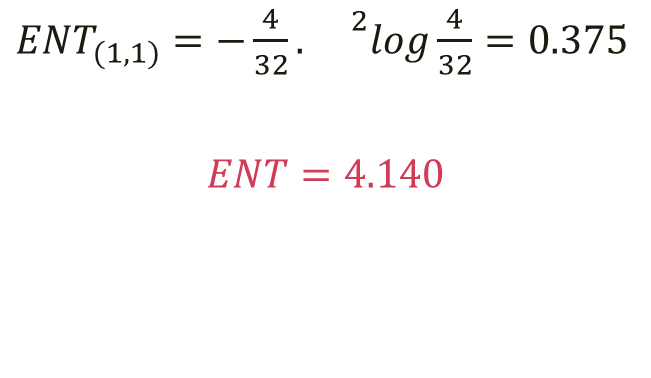 ENT(1,1) = − 4/32 . ²log 4/32 = 0.375
ENT = 4.140